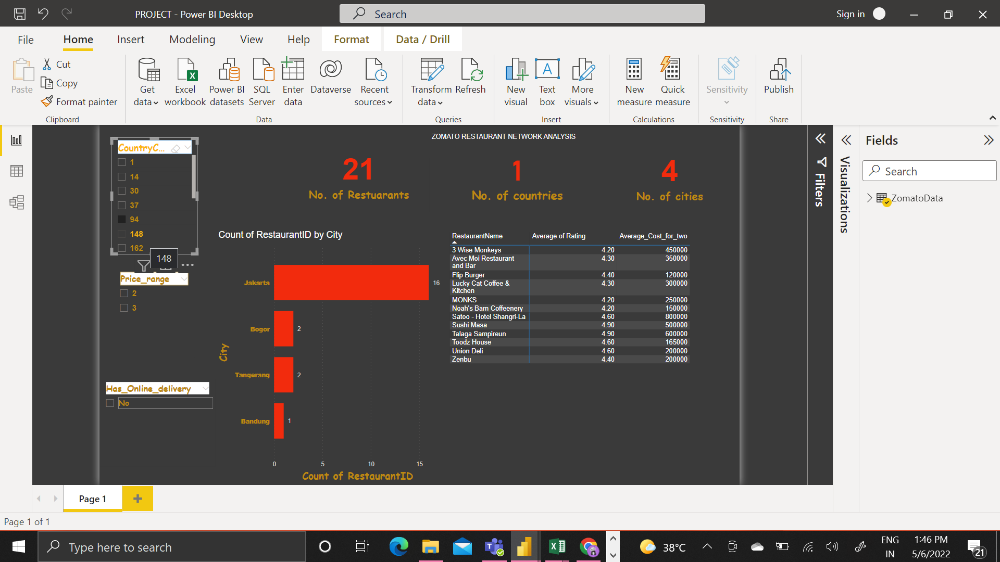 PROJECT - Power BI Desktop
Search
Sign in
File
Home
Insert
Modeling
View
Help
Format
Data / Drill
Paste
Cut
Copy
Format painter
Clipboard
Get data
Excel workbook
Power BI datasets
SQL Server
Enter data
Dataverse
Recent sources
Data
Transform data
Refresh
Queries
New visual
Text box
More visuals
Insert
New measure
Quick measure
Calculations
Sensitivity
Sensitivity
Publish
Share
CountryC...
1
14
30
37
94
148
162
148
Price_range
2
3
Has_Online_delivery
No
ZOMATO RESTAURANT NETWORK ANALYSIS
21
No. of Restuarants
1
No. of countries
4
No. of cities
Count of RestaurantID by City
City
Jakarta 16
Bogor 2
Tangerang 2
Bandung 1
0 5 10 15
Count of RestaurantID
RestaurantName Average of Rating Average_Cost_for_two
3 Wise Monkeys 4.20 450000
Avec Moi Restaurant 4.30 350000
and Bar
Flip Burger 4.40 120000
Lucky Cat Coffee & 4.30 300000
Kitchen
MONKS 4.20 250000
Noah's Barn Coffeenery 4.20 150000
Satoo - Hotel Shangri-La 4.60 800000
Sushi Masa 4.90 500000
Talaga Sampireun 4.90 600000
Toodz House 4.60 165000
Union Deli 4.60 200000
Zenbu 4.40 200000
Filters
Visualizations
Fields
Search
ZomatoData
Page 1
Page 1 of 1
Type here to search
38°C
ENG
IN
1:46 PM
5/6/2022
21